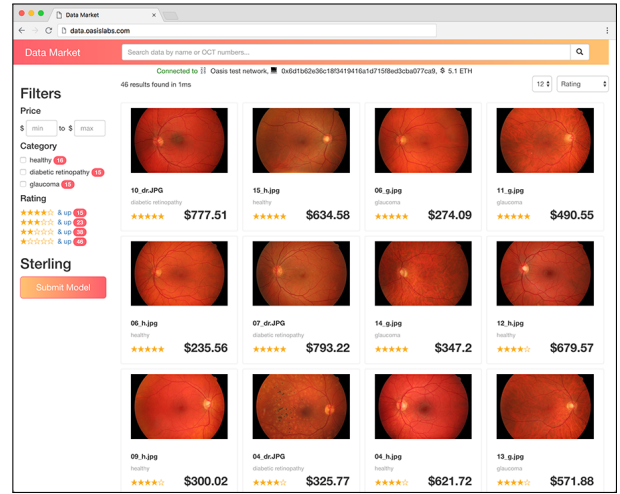 Data Market
data.oasislabs.com
Data Market
Search data by name or OCT numbers...
Connected to Oasis test network, 0x6d1b62e36c18f3419416a1d715f8ed3cba077ca9, $ 5.1 ETH
46 results found in 1ms
12
Rating
Filters
Price
$ min to $ max
Category
healthy 16
diabetic retinopathy 15
glaucoma 15
Rating
& up 15
& up 23
& up 38
& up 46
Sterling
Submit Model
10_dr.JPG
diabetic retinopathy
$777.51
15_h.jpg
healthy
$634.58
06_g.jpg
glaucoma
$274.09
11_g.jpg
glaucoma
$490.55
06_h.jpg
healthy
$235.56
07_dr.JPG
diabetic retinopathy
$793.22
14_g.jpg
glaucoma
$347.2
12_h.jpg
healthy
$679.57
09_h.jpg
healthy
$300.02
04_dr.JPG
diabetic retinopathy
$325.77
04_h.jpg
healthy
$621.72
13_g.jpg
glaucoma
$571.88